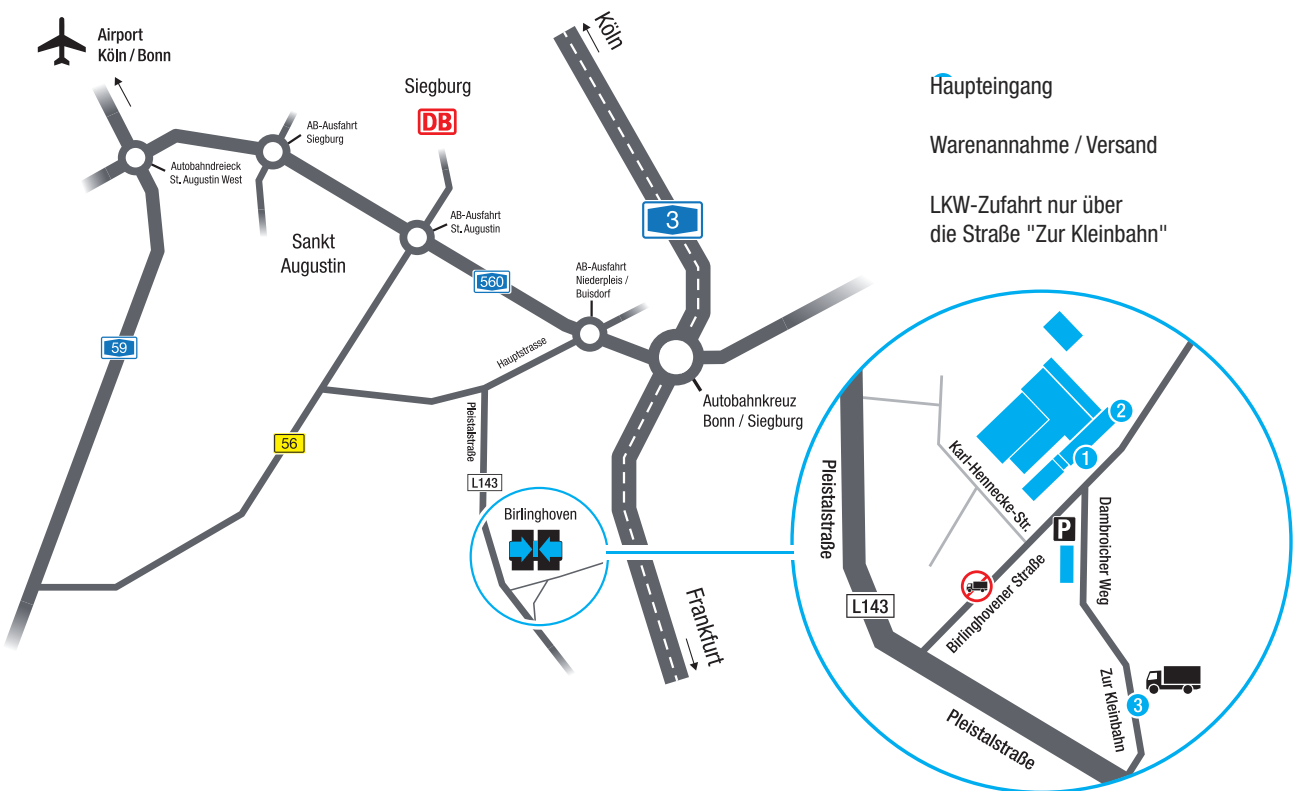 Airport
Köln / Bonn
Siegburg
DB
Köln
AB-Ausfahrt
Siegburg
Autobahndreieck
St. Augustin West
AB-Ausfahrt
St. Augustin
Sankt
Augustin
3
560
AB-Ausfahrt
Niederpleis /
Buisdorf
59
Hauptstrasse
Autobahnkreuz
Bonn / Siegburg
Pleistalstraße
56
L143
Birlinghoven
Frankfurt
Haupteingang
Warenannahme / Versand
LKW-Zufahrt nur über
die Straße "Zur Kleinbahn"
2
1
Karl-Hennecke-Str.
Pleistalstraße
P
Dambroicher Weg
L143
Birlinghovener Straße
Zur Kleinbahn
3
Pleistalstraße